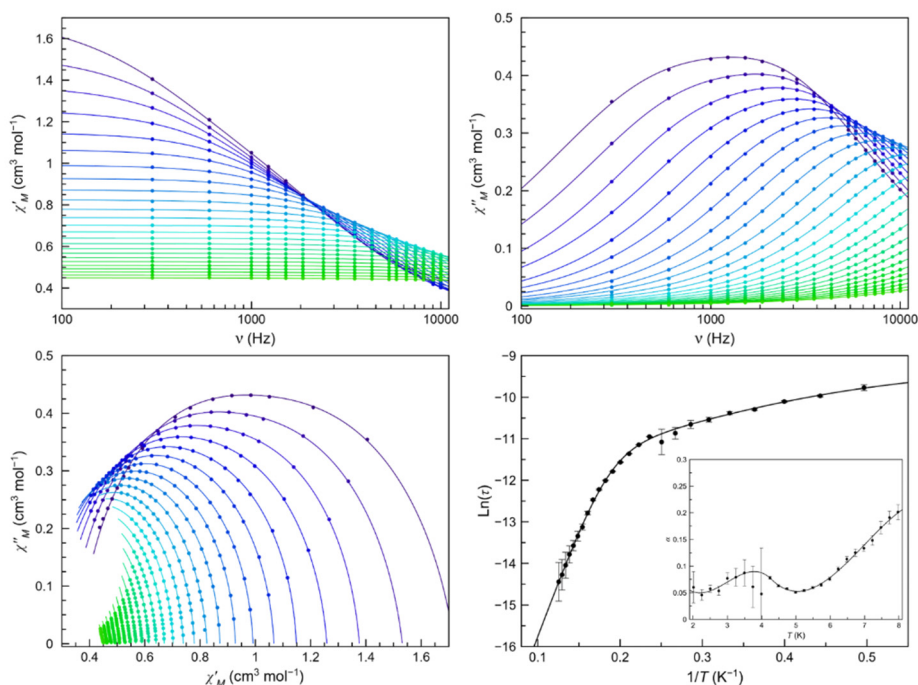 1.6
1.4
1.2
1
0.8
0.6
0.4
χ′M (cm³ mol⁻¹)
100 1000 10000
ν (Hz)
0.5
0.4
0.3
0.2
0.1
0
χ″M (cm³ mol⁻¹)
100 1000 10000
ν (Hz)
0.5
0.4
0.3
0.2
0.1
0
χ″M (cm³ mol⁻¹)
0.4 0.6 0.8 1 1.2 1.4 1.6
χ′M (cm³ mol⁻¹)
−9
−10
−11
−12
−13
−14
−15
−16
Ln(τ)
0.1 0.2 0.3 0.4 0.5
1/T (K⁻¹)
0.3
0.25
0.2
0.15
0.1
0.05
0
α
2 3 4 5 6 7 8
T (K)